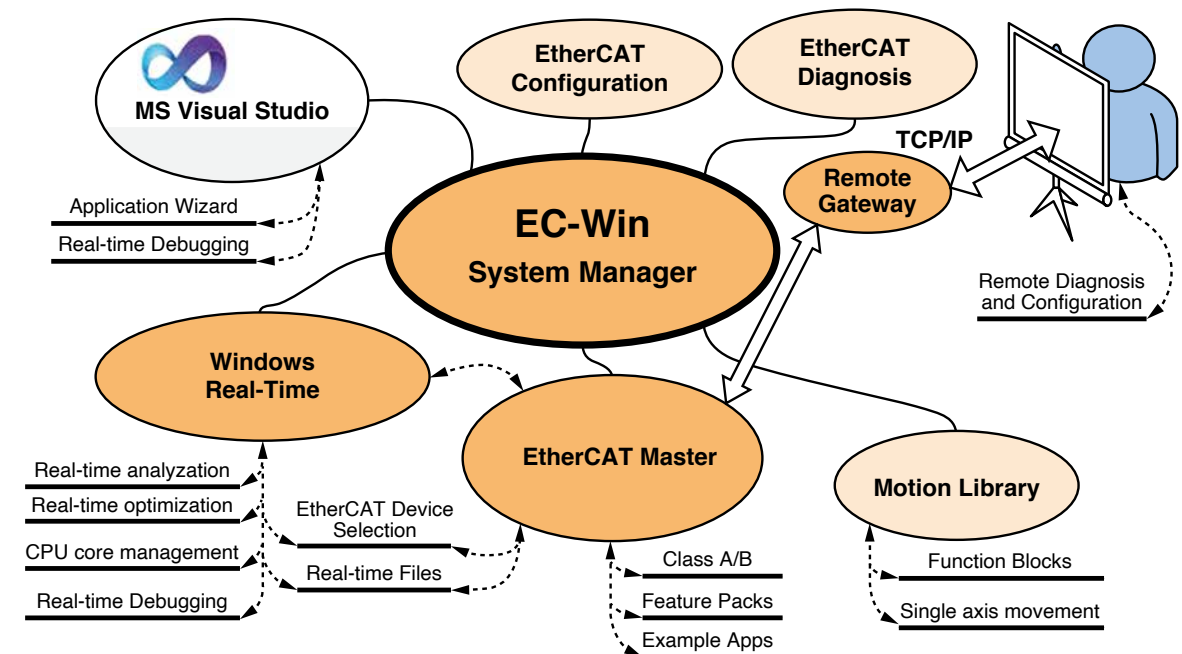 MS Visual Studio
EtherCAT
Configuration
EtherCAT
Diagnosis
TCP/IP
Remote
Gateway
Application Wizard
Real-time Debugging
EC-Win
System Manager
Remote Diagnosis
and Configuration
Windows
Real-Time
EtherCAT Master
Motion Library
Real-time analyzation
Real-time optimization
CPU core management
Real-time Debugging
EtherCAT Device
Selection
Real-time Files
Class A/B
Feature Packs
Example Apps
Function Blocks
Single axis movement